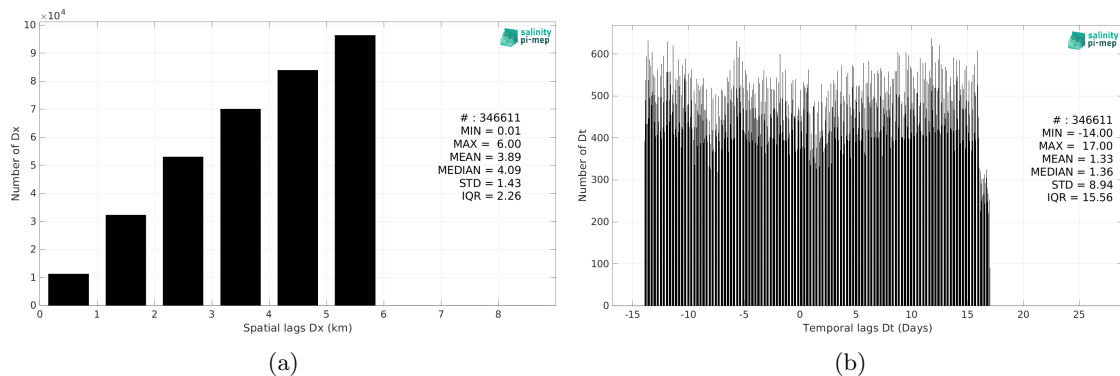 ×10⁴
10
9
8
7
6
5
4
3
2
1
0
Number of Dx
0 1 2 3 4 5 6 7 8
Spatial lags Dx (km)
salinity
pi-mep
# : 346611
MIN = 0.01
MAX = 6.00
MEAN = 3.89
MEDIAN = 4.09
STD = 1.43
IQR = 2.26
(a)
600
500
400
300
200
100
0
Number of Dt
-15 -10 -5 0 5 10 15 20 25
Temporal lags Dt (Days)
salinity
pi-mep
# : 346611
MIN = -14.00
MAX = 17.00
MEAN = 1.33
MEDIAN = 1.36
STD = 8.94
IQR = 15.56
(b)